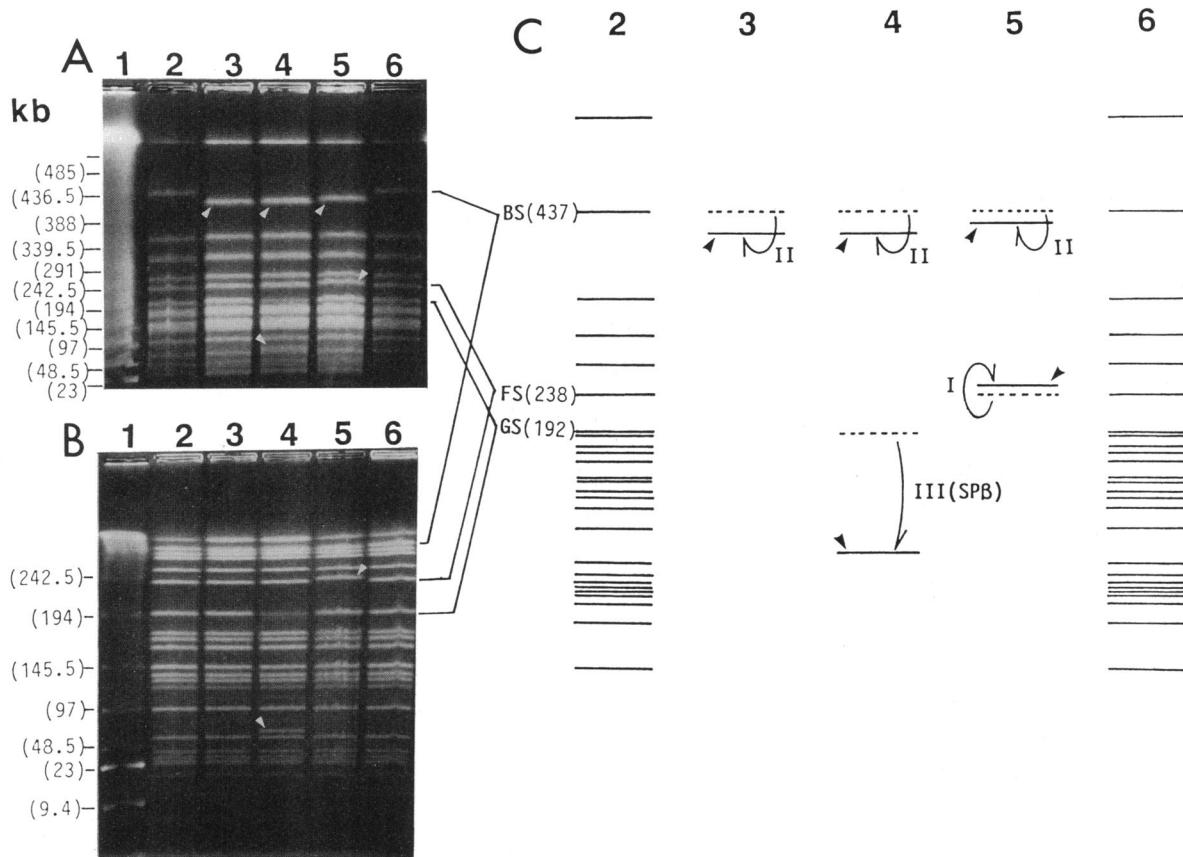 A
1 2 3 4 5 6
kb
(485)
(436.5)
(388)
(339.5)
(291)
(242.5)
(194)
(145.5)
(97)
(48.5)
(23)
B
1 2 3 4 5 6
(242.5)
(194)
(145.5)
(97)
(48.5)
(23)
(9.4)
C
2 3 4 5 6
BS(437)
II
II
II
FS(238)
I
GS(192)
III(SPβ)